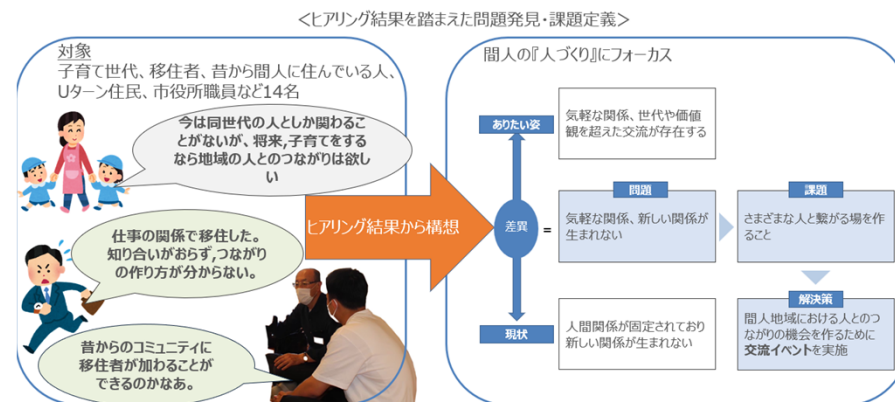 <ヒアリング結果を踏まえた問題発見・課題定義>
対象
子育て世代、移住者、昔から間人に住んでいる人、
Uターン住民、市役所職員など14名
今は同世代の人としか関わるこ
とがないが、将来,子育てをする
なら地域の人とのつながりは欲し
い
仕事の関係で移住した。
知り合いがおらず,つながり
の作り方が分からない。
昔からのコミュニティに
移住者が加わることが
できるのかなあ。
ヒアリング結果から構想
間人の『人づくり』にフォーカス
ありたい姿
気軽な関係、世代や価値
観を超えた交流が存在する
差異
=
問題
気軽な関係、新しい関係が
生まれない
課題
さまざまな人と繋がる場を作
ること
現状
人間関係が固定されており
新しい関係が生まれない
解決策
間人地域における人とのつ
ながりの機会を作るために
交流イベントを実施